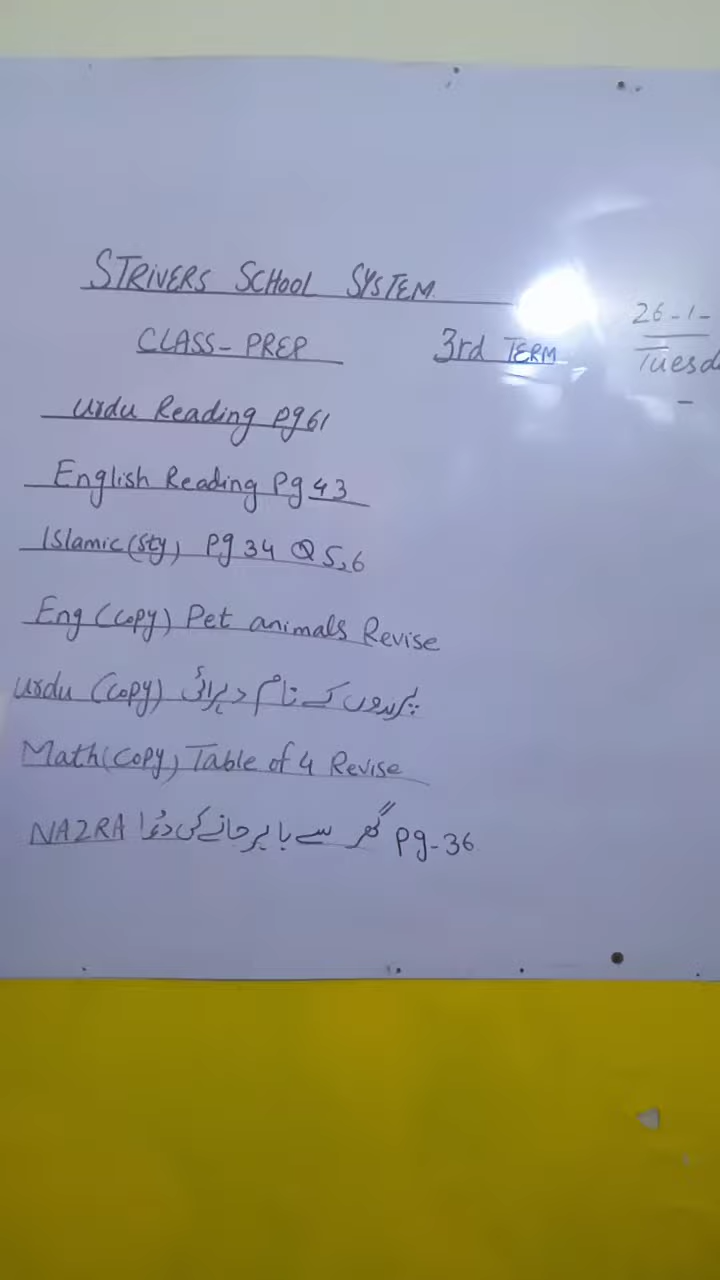 STRIVERS SCHOOL SYSTEM
26-1-
CLASS-PREP 3rd TERM
Tuesd
Urdu Reading Pg 61
English Reading Pg 43
Islamic (Sty) Pg 34 Q 5,6
Eng (Copy) Pet animals Revise
Urdu (Copy) پرندوں کے نام دہرائی
Math (Copy) Table of 4 Revise
NAZRA گھر سے باہر جانے کی دُعا Pg-36